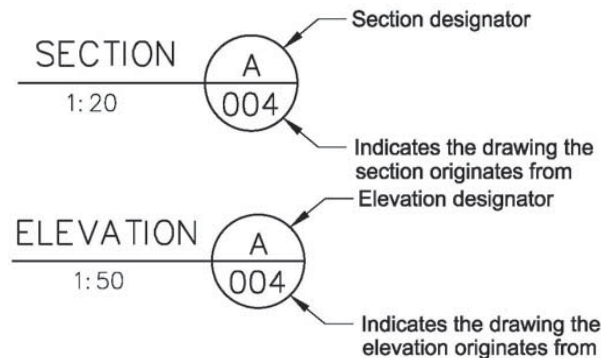 Section designator
SECTION
A
1:20
004
Indicates the drawing the
section originates from
Elevation designator
ELEVATION
A
1:50
004
Indicates the drawing the
elevation originates from